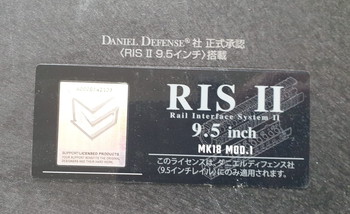 DANIEL DEFENSE®社 正式承認
〈RIS II 9.5インチ〉搭載
RIS II
Rail Interface System II
9.5 inch
MK18 MOD.1
このライセンスは、ダニエルディフェンス社
〈9.5インチレイル〉にのみ適用されます。
SUPPORT LICENSED PRODUCTS